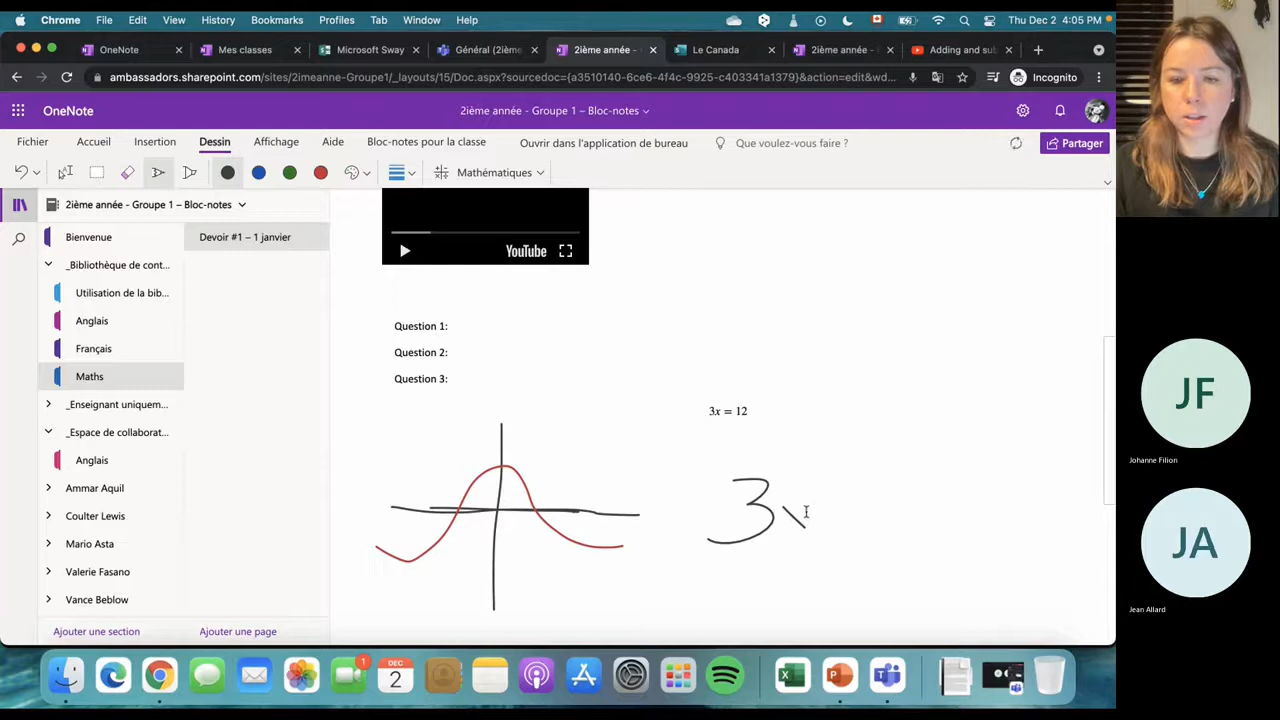 Chrome File Edit View History Bookmarks Profiles Tab Window Help Thu Dec 2 4:05 PM
OneNote Mes classes Microsoft Sway Général (2ième 2ième année - Le Canada 2ième année - Adding and sub
ambassadors.sharepoint.com/sites/2imeanne-Groupe1/_layouts/15/Doc.aspx?sourcedoc={a3510140-6ce6-4f4c-9925-c403341a1379}&action=edit&wd... Incognito
OneNote 2ième année - Groupe 1 – Bloc-notes
Fichier Accueil Insertion Dessin Affichage Aide Bloc-notes pour la classe Ouvrir dans l'application de bureau Que voulez-vous faire ? Partager
Mathématiques
2ième année - Groupe 1 – Bloc-notes
Bienvenue
_Bibliothèque de cont...
Utilisation de la bib...
Anglais
Français
Maths
_Enseignant uniquem...
_Espace de collaborat...
Anglais
Ammar Aquil
Coulter Lewis
Mario Asta
Valerie Fasano
Vance Beblow
Ajouter une section
Devoir #1 – 1 janvier
Ajouter une page
YouTube
Question 1:
Question 2:
Question 3:
3x = 12
3
1
DEC
2
JF
Johanne Filion
JA
Jean Allard